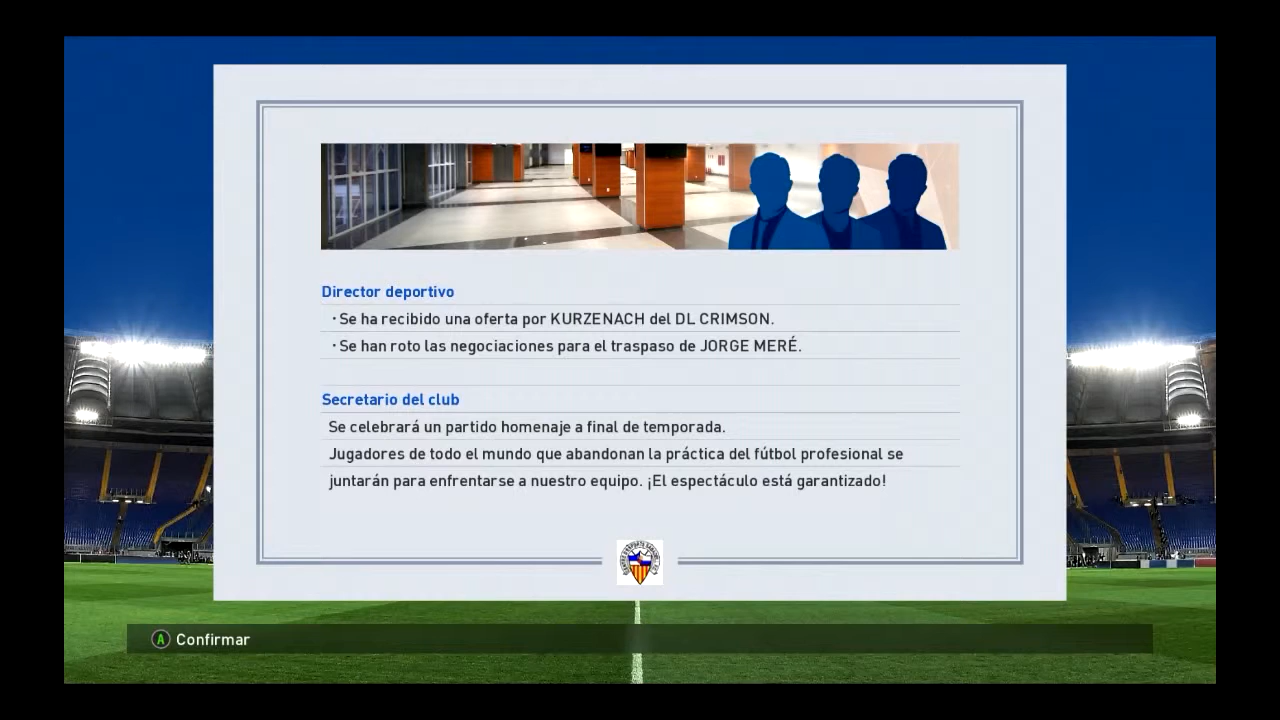 Director deportivo
·Se ha recibido una oferta por KURZENACH del DL CRIMSON.
·Se han roto las negociaciones para el traspaso de JORGE MERÉ.
Secretario del club
Se celebrará un partido homenaje a final de temporada.
Jugadores de todo el mundo que abandonan la práctica del fútbol profesional se
juntarán para enfrentarse a nuestro equipo. ¡El espectáculo está garantizado!
A Confirmar